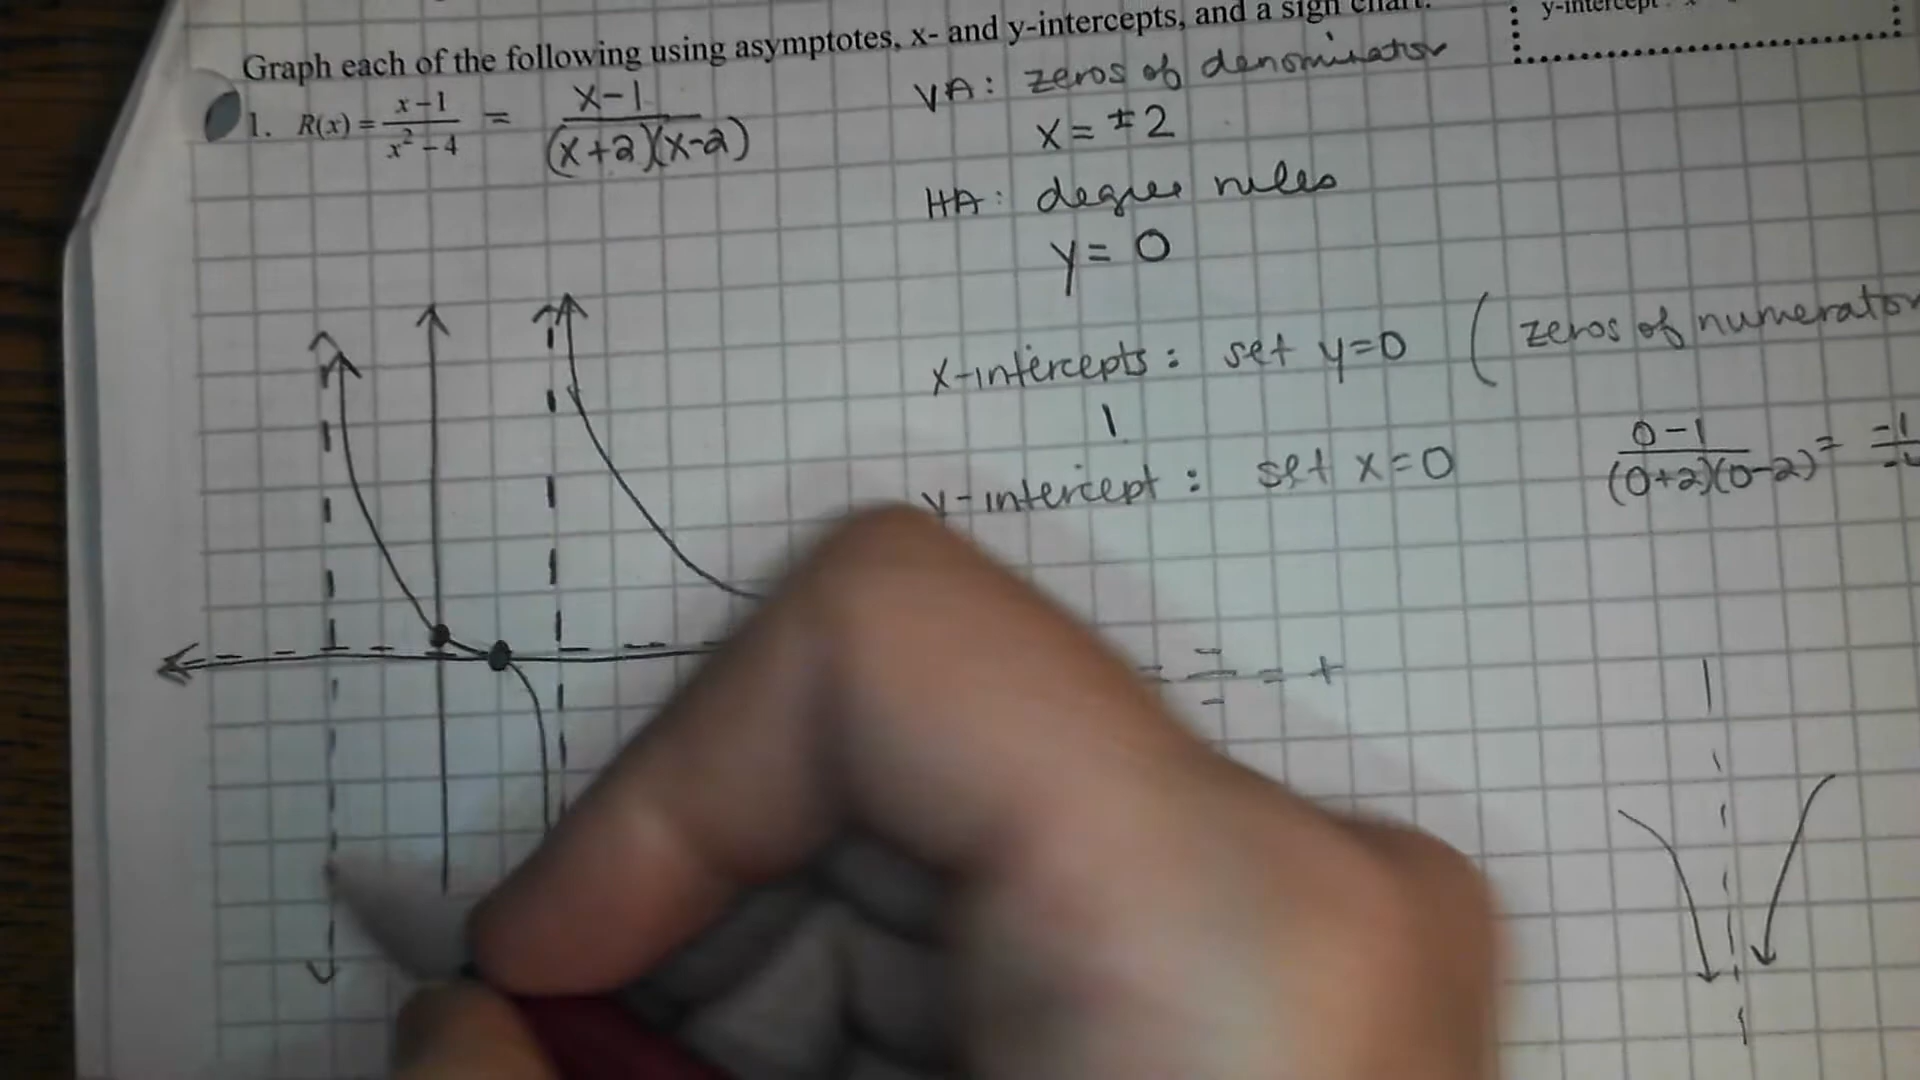 Graph each of the following using asymptotes, x- and y-intercepts, and a sign chart.
y-intercept
1. R(x) = (x-1)/(x² - 4) = (x-1)/((x+2)(x-2))
VA: zeros of denominator
x = ±2
HA: degree rules
y = 0
x-intercepts: set y=0 (zeros of numerator
1
y-intercept: set x=0 (0-1)/((0+2)(0-2)) = -1/
= -/- = +